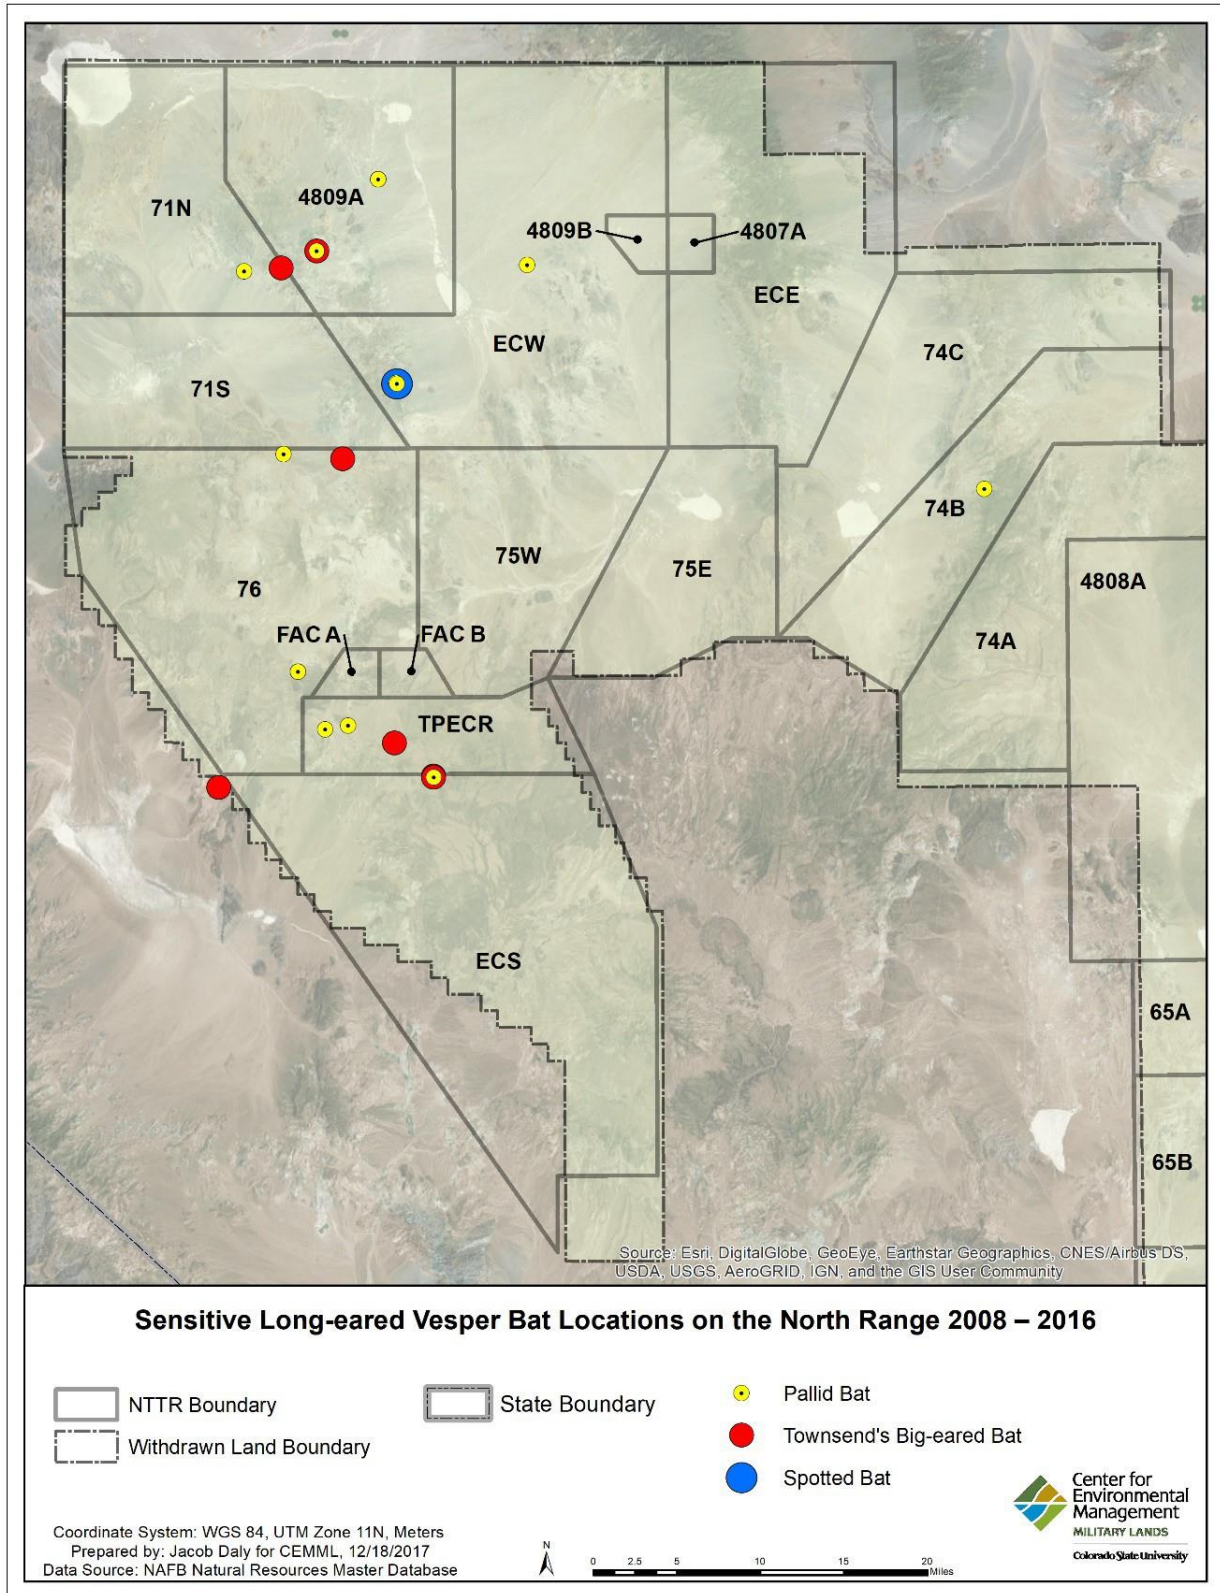 71N
4809A
4809B
4807A
ECE
ECW
74C
71S
74B
75W
75E
76
4808A
FAC A
FAC B
74A
TPECR
ECS
65A
65B
Source: Esri, DigitalGlobe, GeoEye, Earthstar Geographics, CNES/Airbus DS,
USDA, USGS, AeroGRID, IGN, and the GIS User Community
Sensitive Long-eared Vesper Bat Locations on the North Range 2008 – 2016
NTTR Boundary
Withdrawn Land Boundary
State Boundary
Pallid Bat
Townsend's Big-eared Bat
Spotted Bat
Coordinate System: WGS 84, UTM Zone 11N, Meters
Prepared by: Jacob Daly for CEMML, 12/18/2017
Data Source: NAFB Natural Resources Master Database
N
0 2.5 5 10 15 20
Miles
Center for
Environmental
Management
MILITARY LANDS
Colorado State University